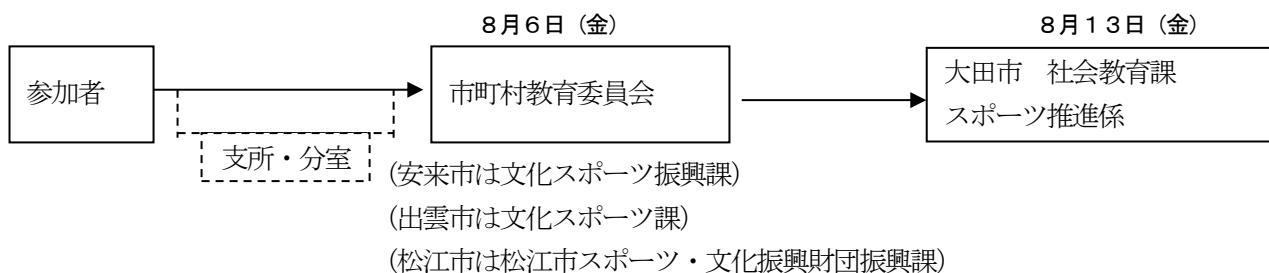 8月6日（金）
8月13日（金）
参加者
市町村教育委員会
大田市　社会教育課
スポーツ推進係
支所・分室
(安来市は文化スポーツ振興課)
(出雲市は文化スポーツ課)
(松江市は松江市スポーツ・文化振興財団振興課)